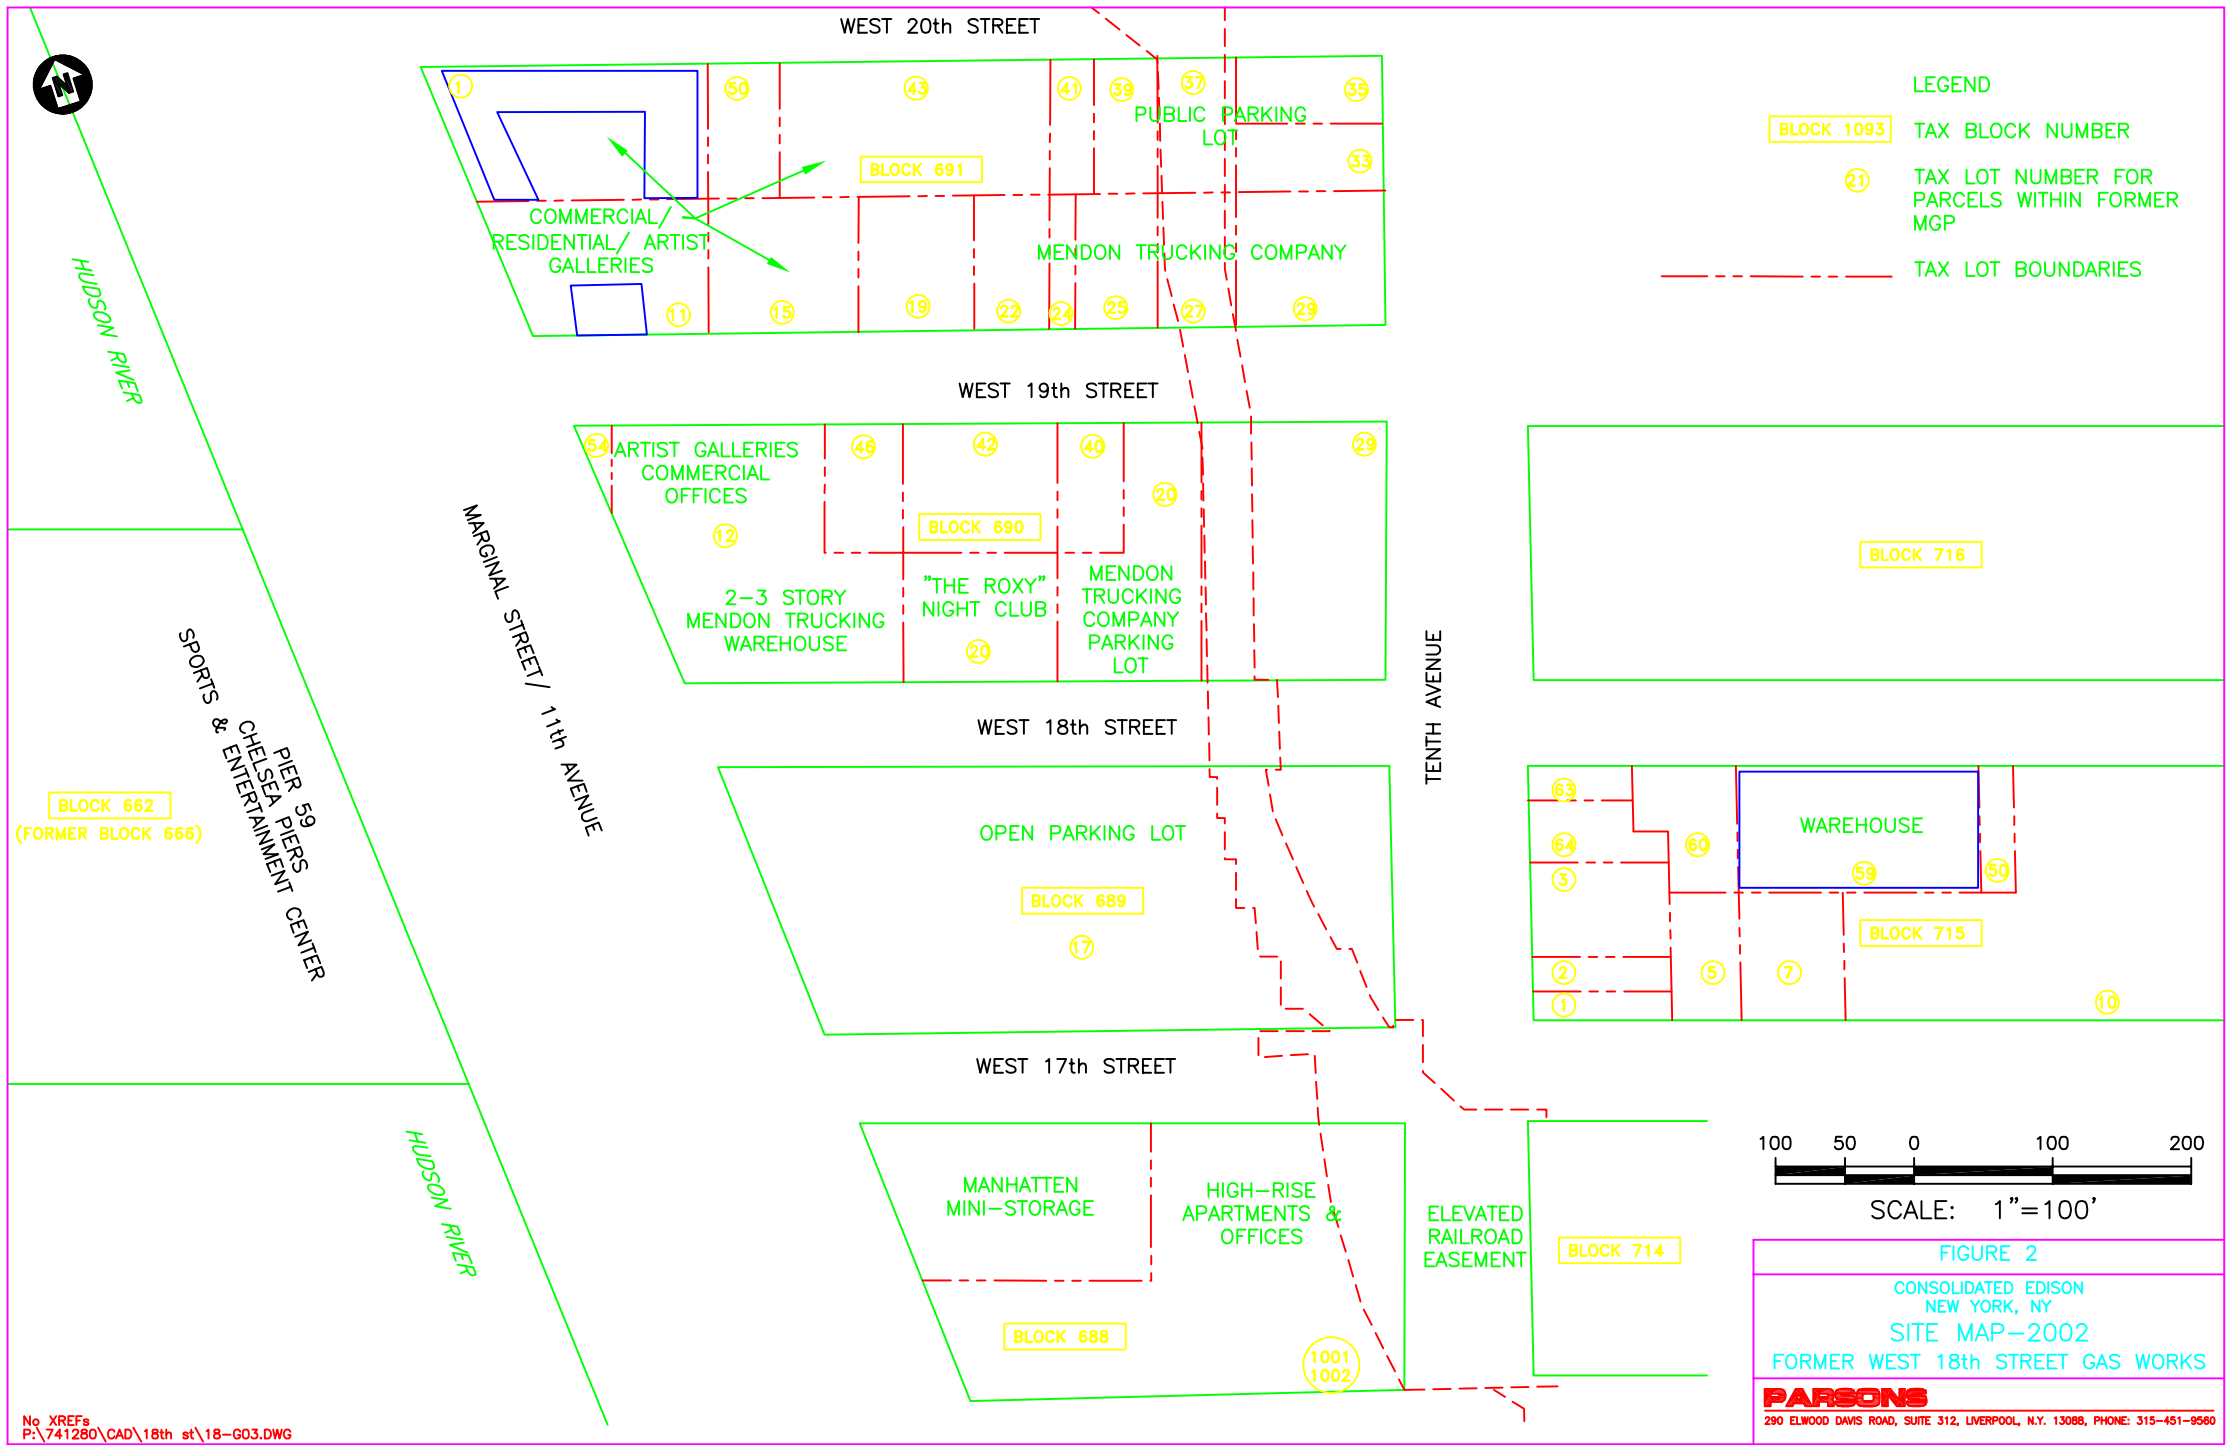 WEST 20th STREET
N
1
50
43
41
39
37
35
PUBLIC PARKING
LOT
BLOCK 691
33
COMMERCIAL/
RESIDENTIAL/ ARTIST
GALLERIES
MENDON TRUCKING COMPANY
11
15
19
22
24
25
27
29
LEGEND
BLOCK 1093
TAX BLOCK NUMBER
21
TAX LOT NUMBER FOR
PARCELS WITHIN FORMER
MGP
TAX LOT BOUNDARIES
HUDSON RIVER
WEST 19th STREET
54
ARTIST GALLERIES
COMMERCIAL
OFFICES
12
46
42
40
20
29
BLOCK 690
2-3 STORY
MENDON TRUCKING
WAREHOUSE
"THE ROXY"
NIGHT CLUB
20
MENDON
TRUCKING
COMPANY
PARKING
LOT
BLOCK 716
MARGINAL STREET/ 11th AVENUE
TENTH AVENUE
WEST 18th STREET
PIER 59
CHELSEA PIERS
SPORTS & ENTERTAINMENT CENTER
BLOCK 662
(FORMER BLOCK 666)
OPEN PARKING LOT
BLOCK 689
17
63
64
3
2
1
60
WAREHOUSE
59
50
BLOCK 715
5
7
10
WEST 17th STREET
HUDSON RIVER
MANHATTEN
MINI-STORAGE
HIGH-RISE
APARTMENTS &
OFFICES
BLOCK 688
1001
1002
ELEVATED
RAILROAD
EASEMENT
BLOCK 714
100 50 0 100 200
SCALE: 1"=100'
FIGURE 2
CONSOLIDATED EDISON
NEW YORK, NY
SITE MAP-2002
FORMER WEST 18th STREET GAS WORKS
PARSONS
290 ELWOOD DAVIS ROAD, SUITE 312, LIVERPOOL, N.Y. 13088, PHONE: 315-451-9560
No XREFs
P:\741280\CAD\18th st\18-G03.DWG